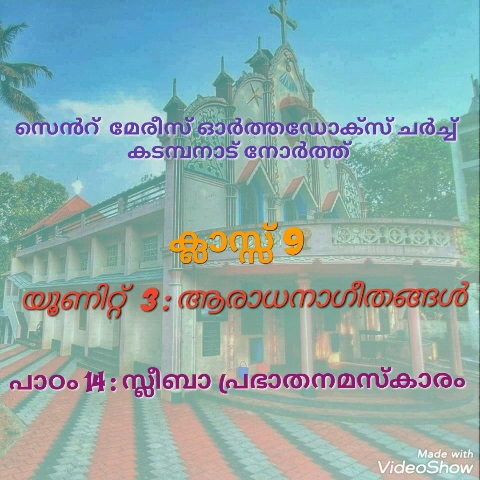 സെൻറ് മേരീസ് ഓർത്തഡോക്സ് ചർച്ച്
കടമ്പനാട് നോർത്ത്
ക്ലാസ്സ് 9
യൂണിറ്റ് 3 : ആരാധനാഗീതങ്ങൾ
പാഠം 14 : സ്ലീബാ പ്രഭാതനമസ്കാരം
Made with
VideoShow